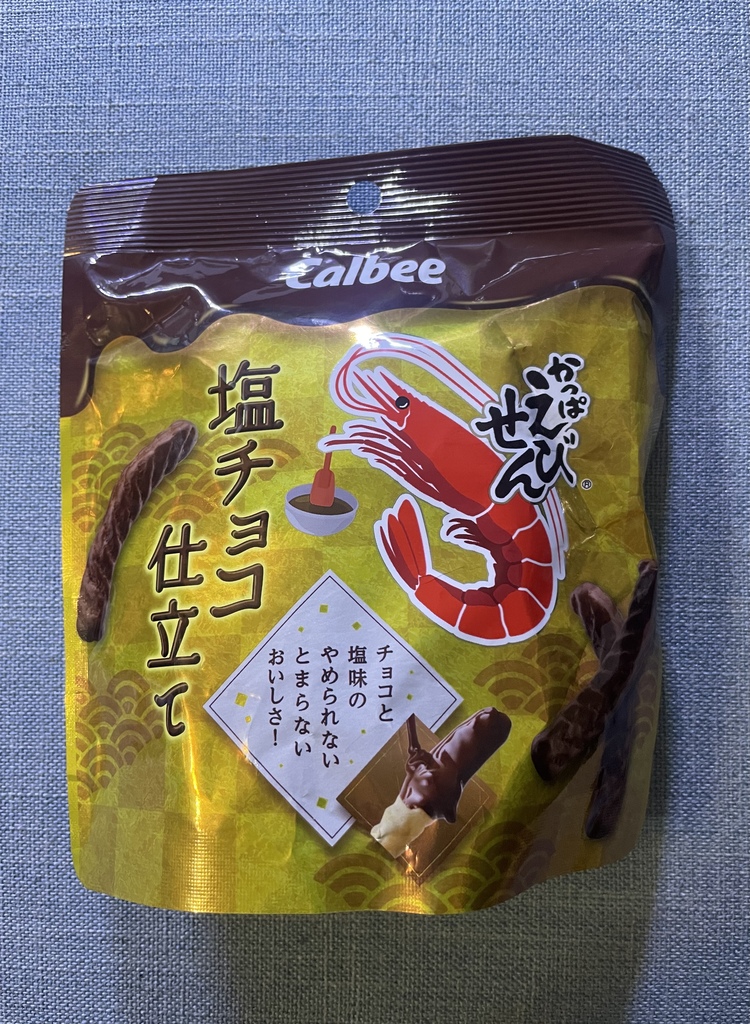 Calbee
かっぱ
えびせん
®
塩チョコ
仕立て
チョコと
塩味の
やめられない
とまらない
おいしさ！